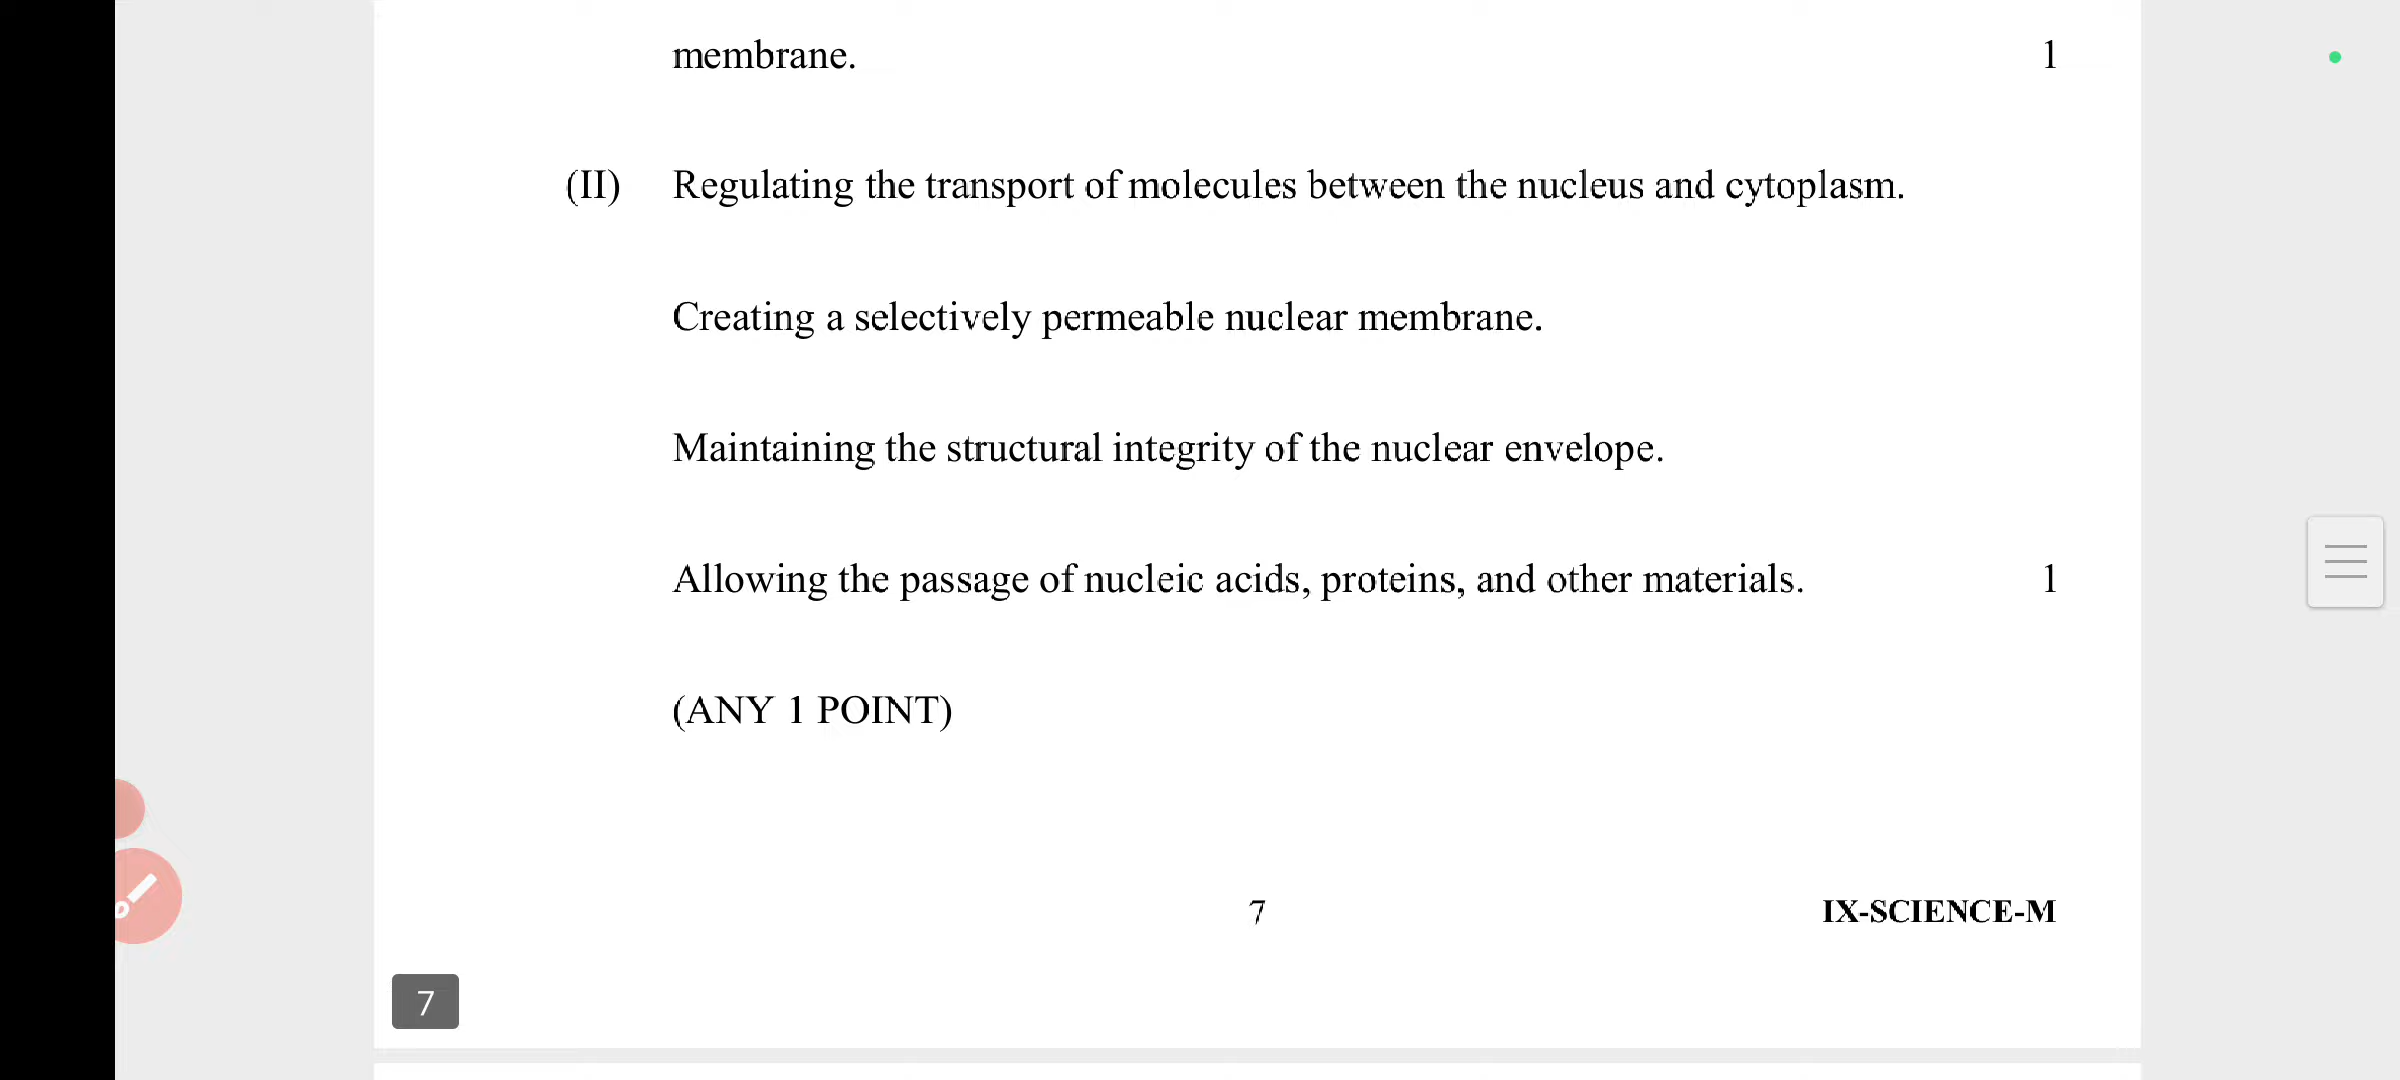 membrane. 1
(II) Regulating the transport of molecules between the nucleus and cytoplasm.
Creating a selectively permeable nuclear membrane.
Maintaining the structural integrity of the nuclear envelope.
Allowing the passage of nucleic acids, proteins, and other materials. 1
(ANY 1 POINT)
7 IX-SCIENCE-M
7